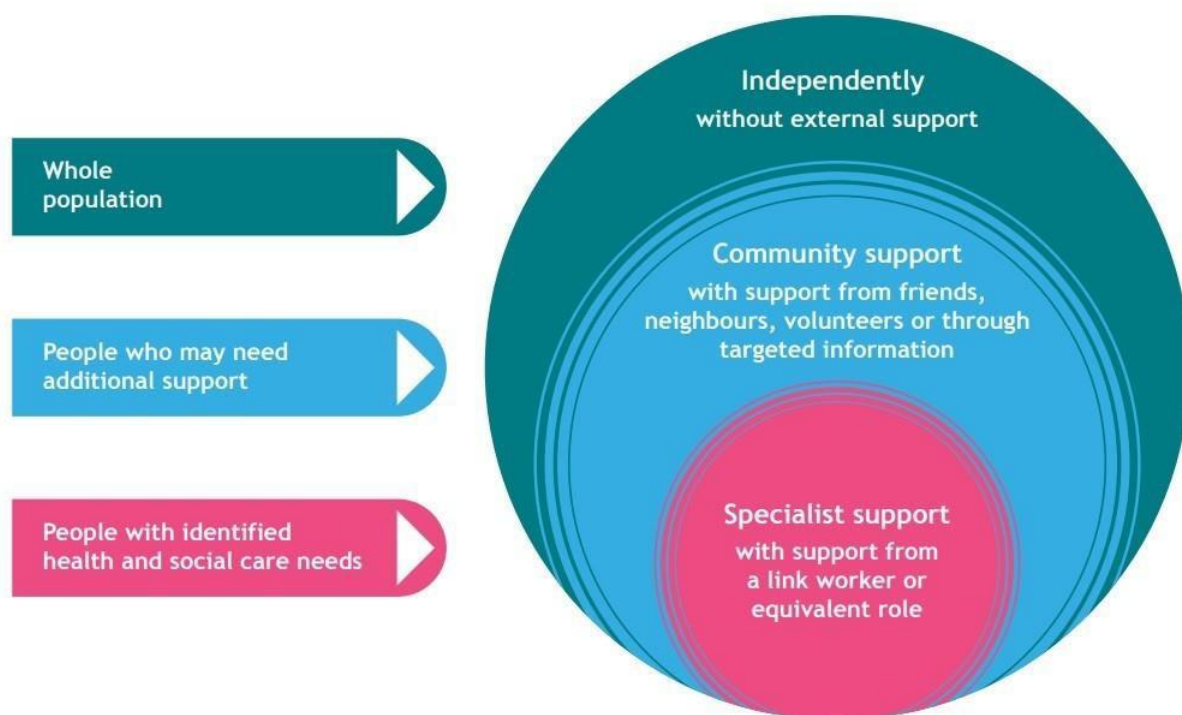 Whole
population
People who may need
additional support
People with identified
health and social care needs
Independently
without external support
Community support
with support from friends,
neighbours, volunteers or through
targeted information
Specialist support
with support from
a link worker or
equivalent role